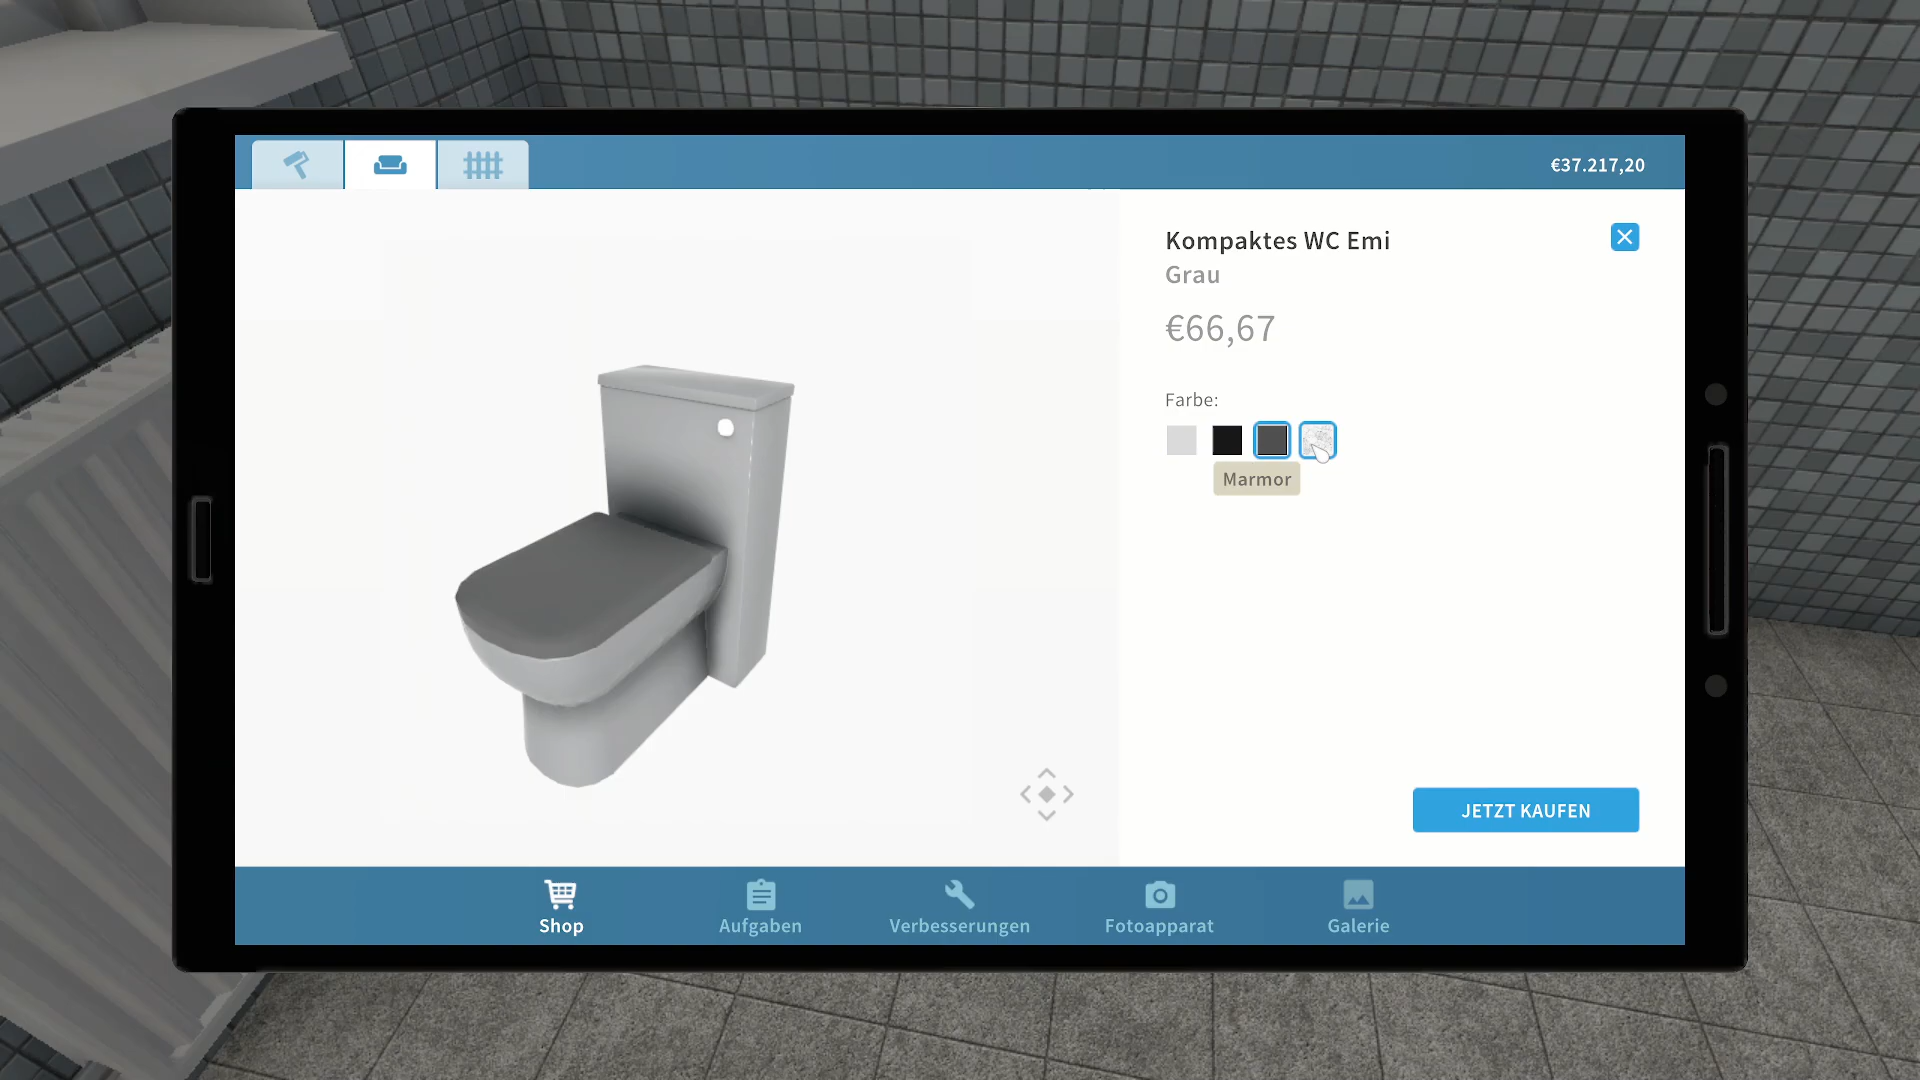 €37.217,20
Kompaktes WC Emi
Grau
€66,67
Farbe:
Marmor
JETZT KAUFEN
Shop
Aufgaben
Verbesserungen
Fotoapparat
Galerie